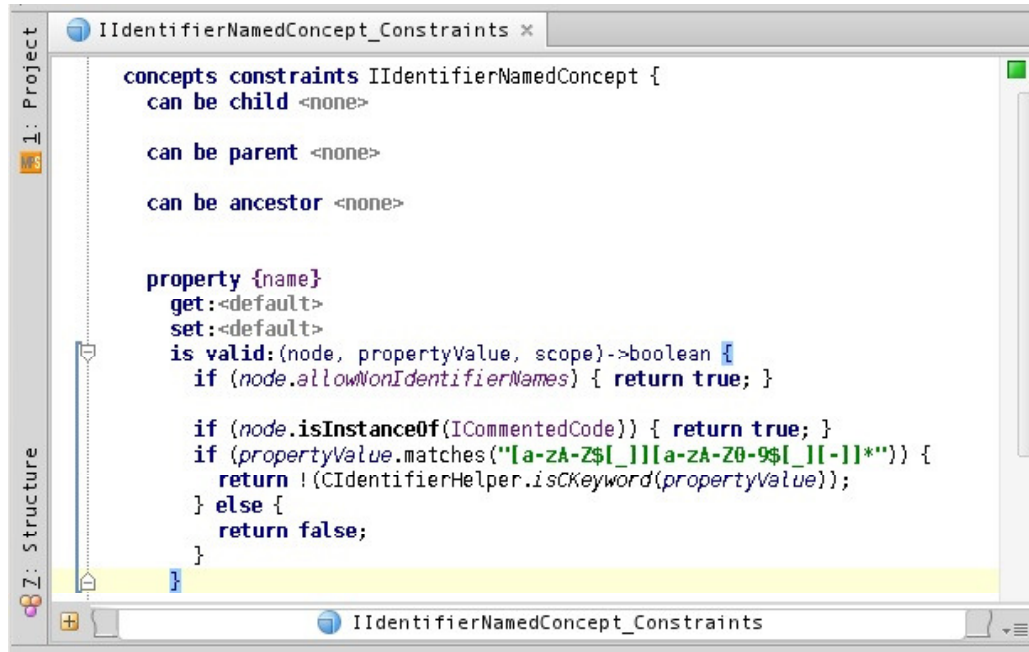 IIdentifierNamedConcept_Constraints ×
1: Project
concepts constraints IIdentifierNamedConcept {
can be child <none>
can be parent <none>
can be ancestor <none>
property {name}
get:<default>
set:<default>
is valid:(node, propertyValue, scope)->boolean {
if (node.allowNonIdentifierNames) { return true; }
if (node.isInstanceOf(ICommentedCode)) { return true; }
if (propertyValue.matches("[a-zA-Z$[_]][a-zA-Z0-9$[_][-]]*")) {
return !(CIdentifierHelper.isCKeyword(propertyValue));
} else {
return false;
}
}
Z: Structure
IIdentifierNamedConcept_Constraints